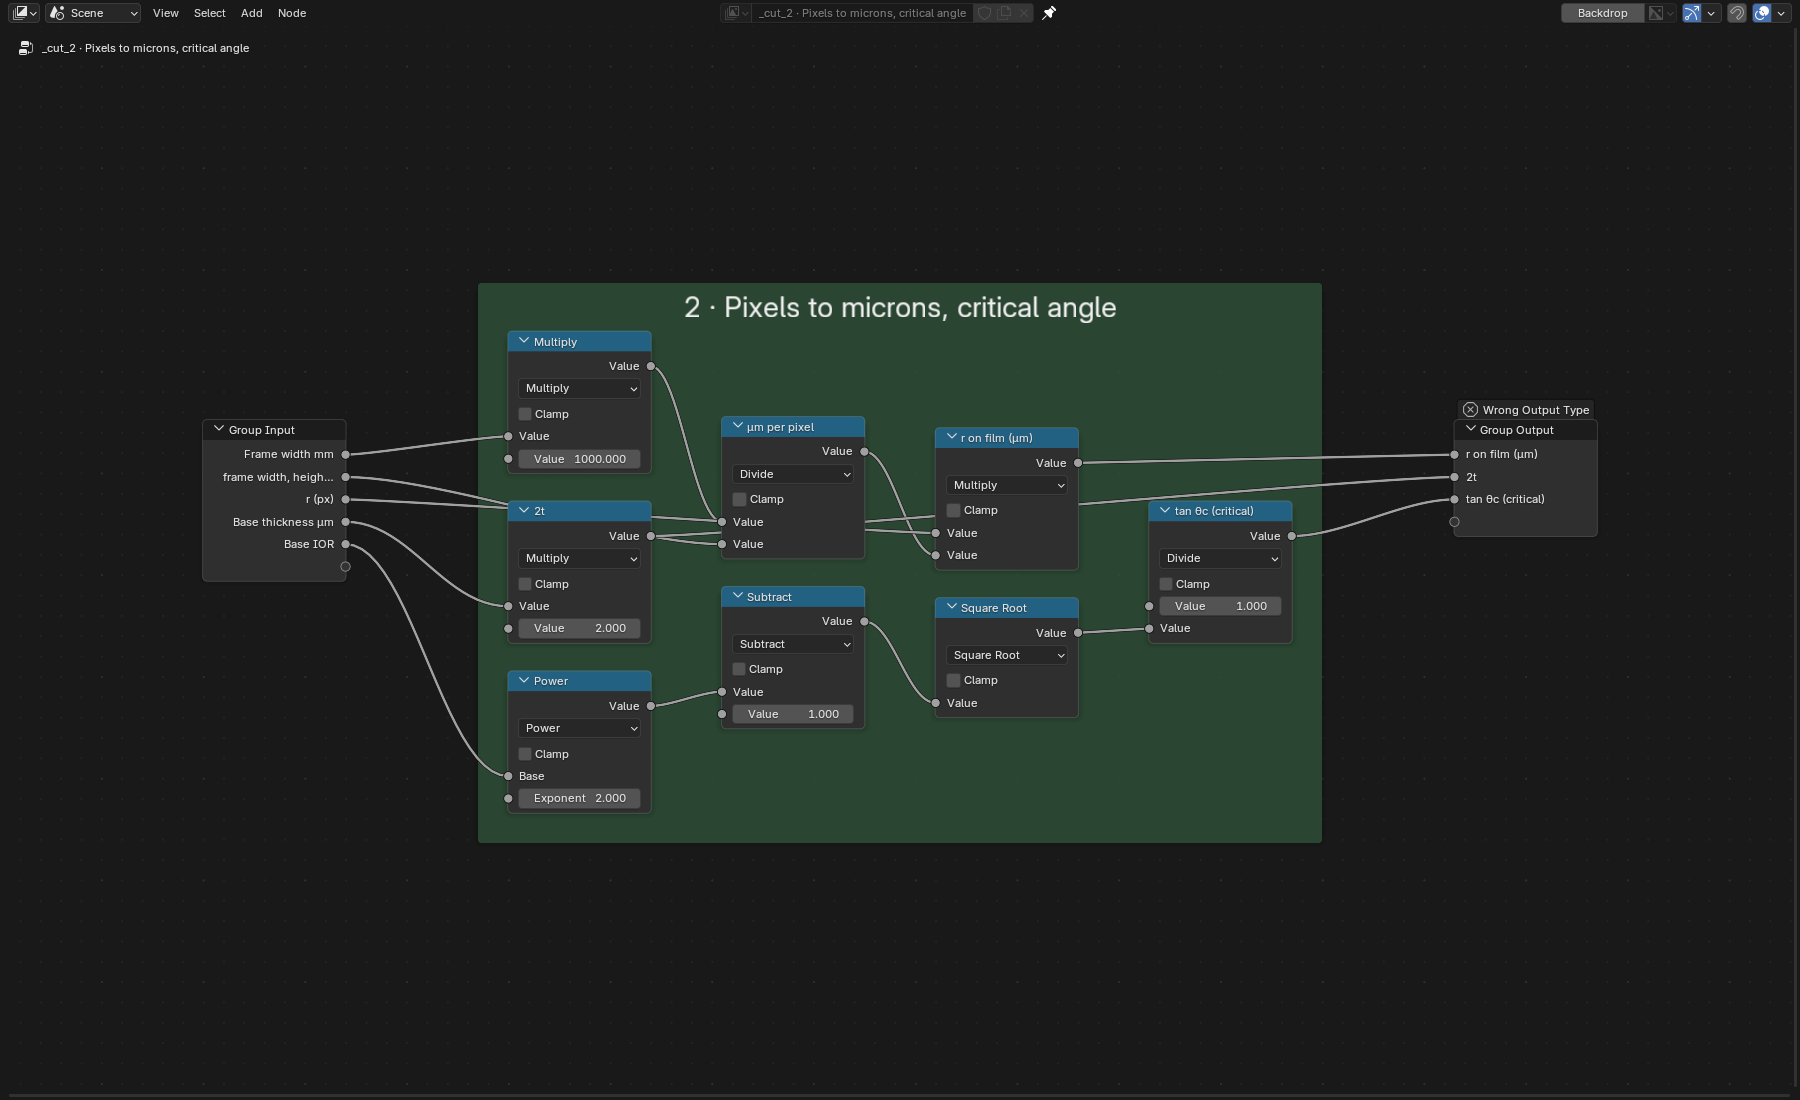 Scene
View
Select
Add
Node
_cut_2 · Pixels to microns, critical angle
Backdrop
_cut_2 · Pixels to microns, critical angle
2 · Pixels to microns, critical angle
Group Input
Frame width mm
frame width, heigh...
r (px)
Base thickness µm
Base IOR
Multiply
Value
Multiply
Clamp
Value
Value 1000.000
2t
Value
Multiply
Clamp
Value
Value 2.000
Power
Value
Power
Clamp
Base
Exponent 2.000
µm per pixel
Value
Divide
Clamp
Value
Value
Subtract
Value
Subtract
Clamp
Value
Value 1.000
r on film (µm)
Value
Multiply
Clamp
Value
Value
Square Root
Value
Square Root
Clamp
Value
tan θc (critical)
Value
Divide
Clamp
Value 1.000
Value
Wrong Output Type
Group Output
r on film (µm)
2t
tan θc (critical)